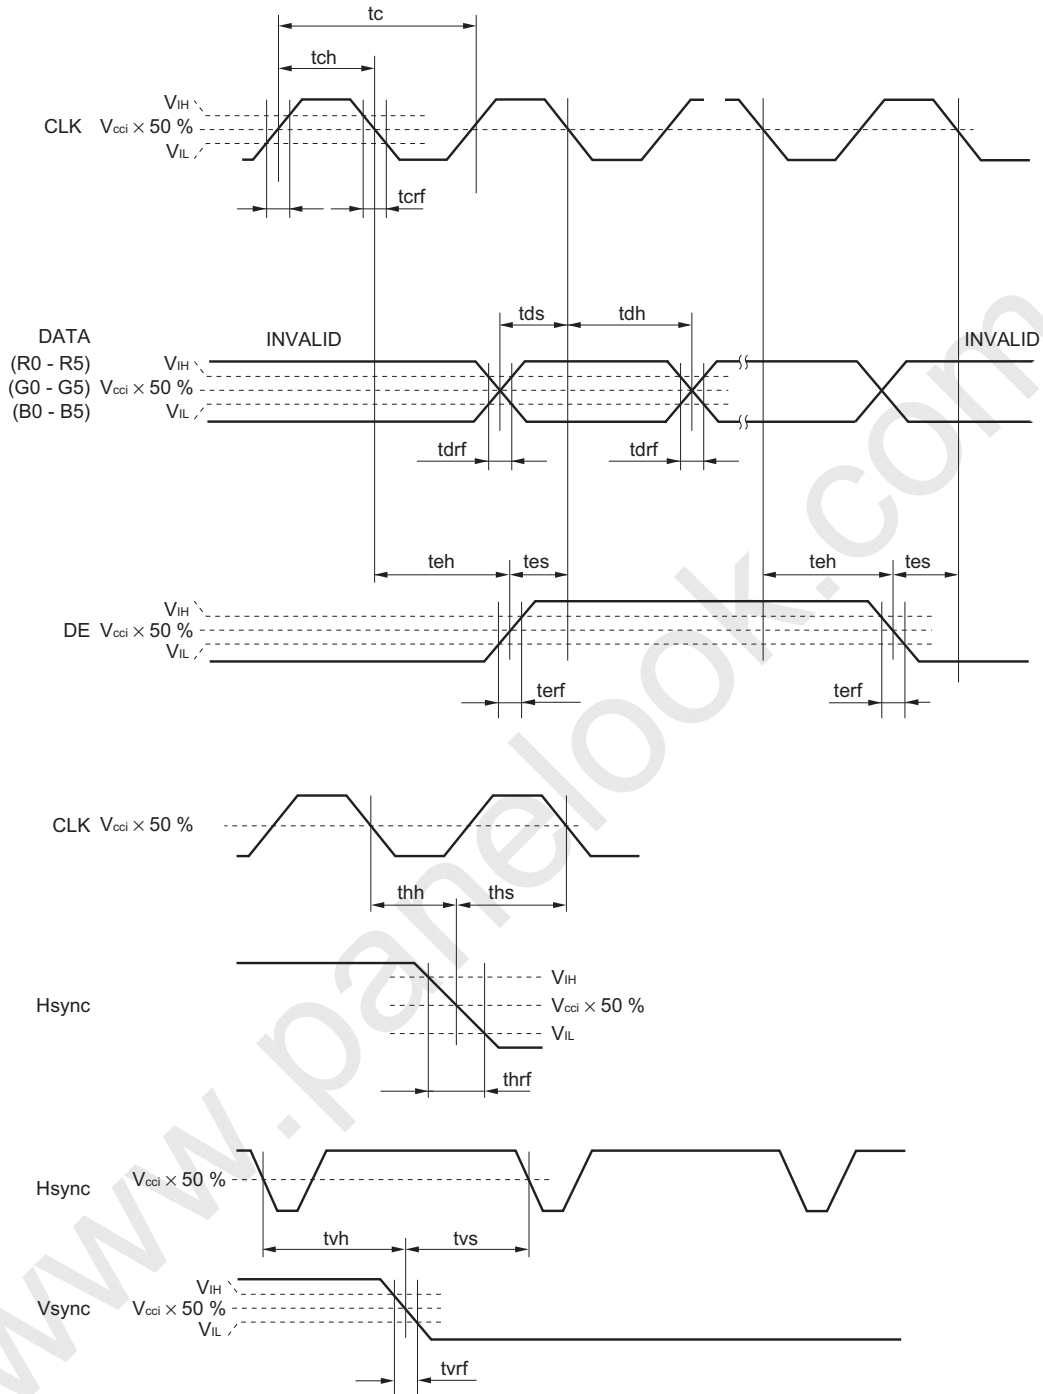 tc
tch
VIH
CLK Vcci × 50 %
VIL
tcrf
tds tdh
DATA INVALID INVALID
(R0 - R5) VIH
(G0 - G5) Vcci × 50 %
(B0 - B5) VIL
tdrf tdrf
teh tes teh tes
VIH
DE Vcci × 50 %
VIL
terf terf
CLK Vcci × 50 %
thh ths
VIH
Hsync Vcci × 50 %
VIL
thrf
Vcci × 50 %
Hsync
tvh tvs
VIH
Vsync Vcci × 50 %
VIL
tvrf
www.panelook.com